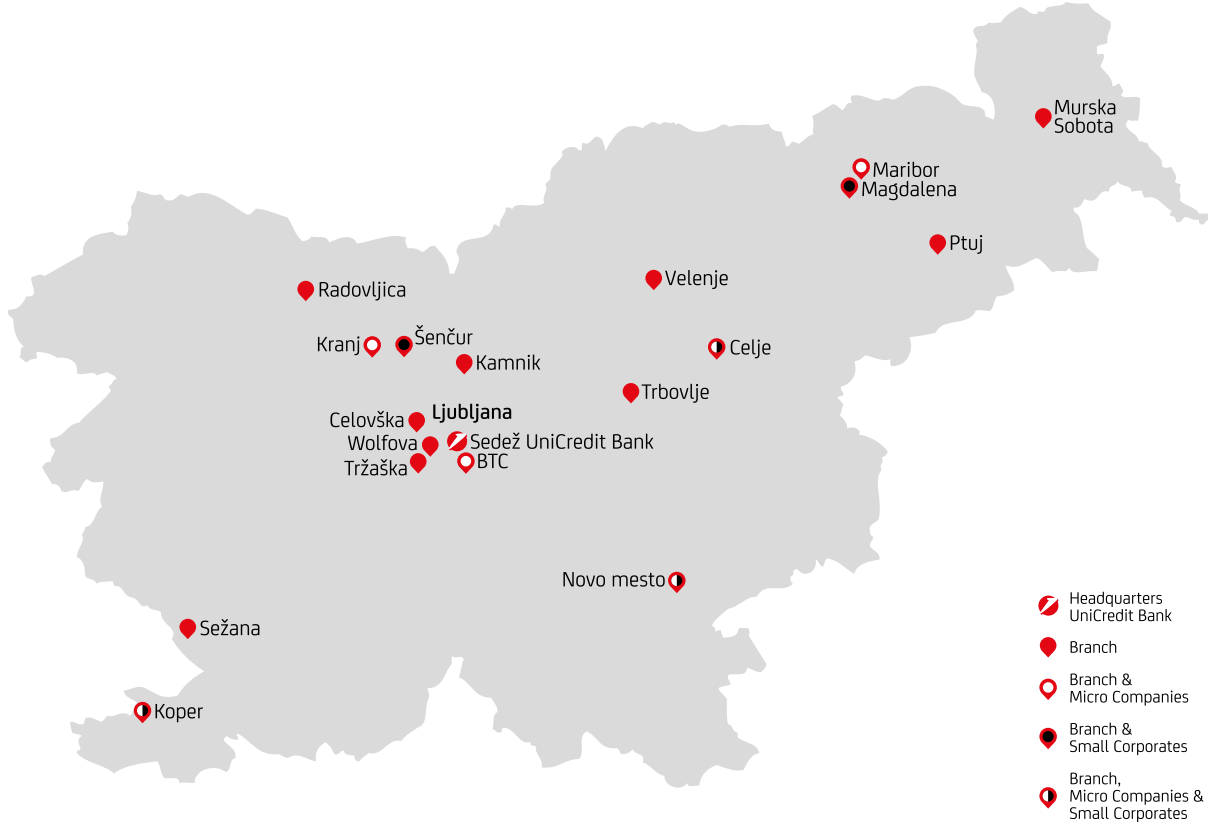 Murska
Sobota
Maribor
Magdalena
Ptuj
Velenje
Radovljica
Kranj
Šenčur
Celje
Kamnik
Trbovlje
Ljubljana
Celovška
Wolfova
Sedež UniCredit Bank
Tržaška
BTC
Novo mesto
Sežana
Koper
Headquarters
UniCredit Bank
Branch
Branch &
Micro Companies
Branch &
Small Corporates
Branch,
Micro Companies &
Small Corporates